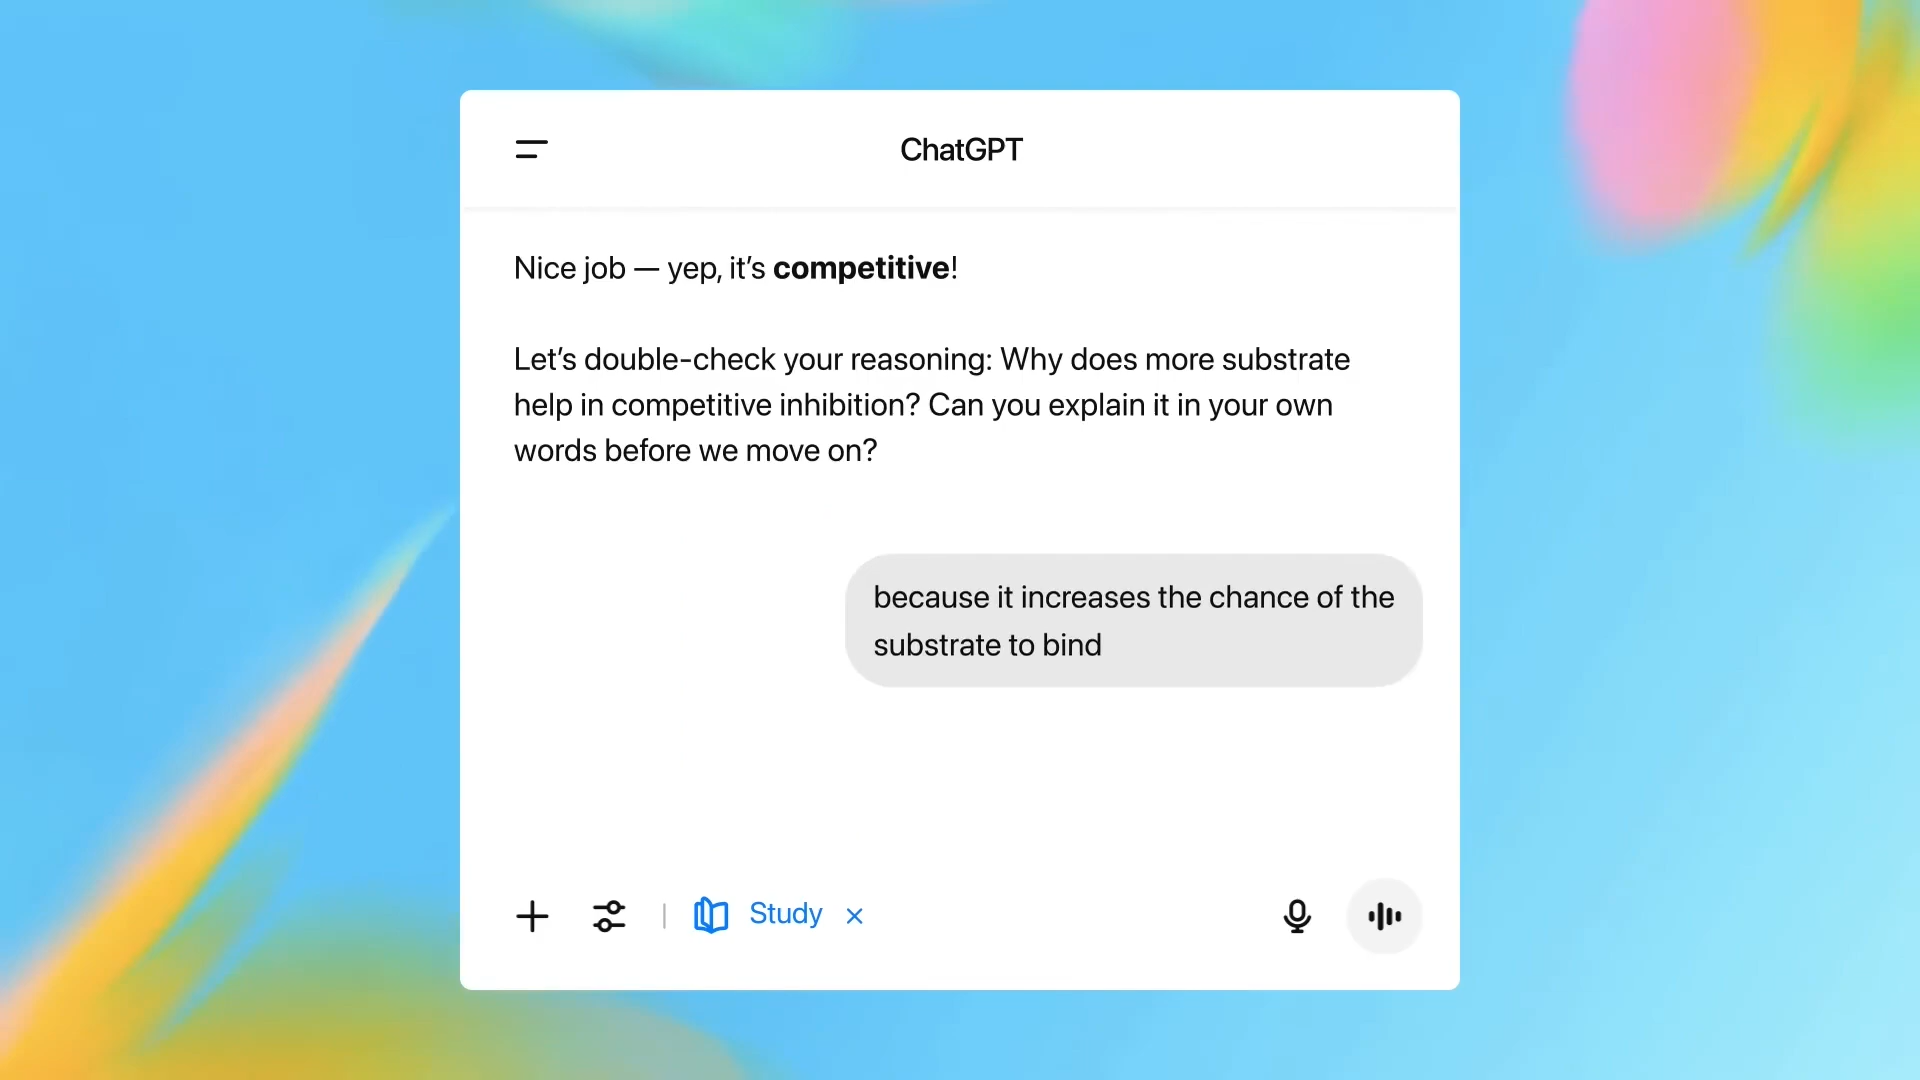 ChatGPT
Nice job — yep, it’s competitive!
Let’s double-check your reasoning: Why does more substrate
help in competitive inhibition? Can you explain it in your own
words before we move on?
because it increases the chance of the
substrate to bind
Study